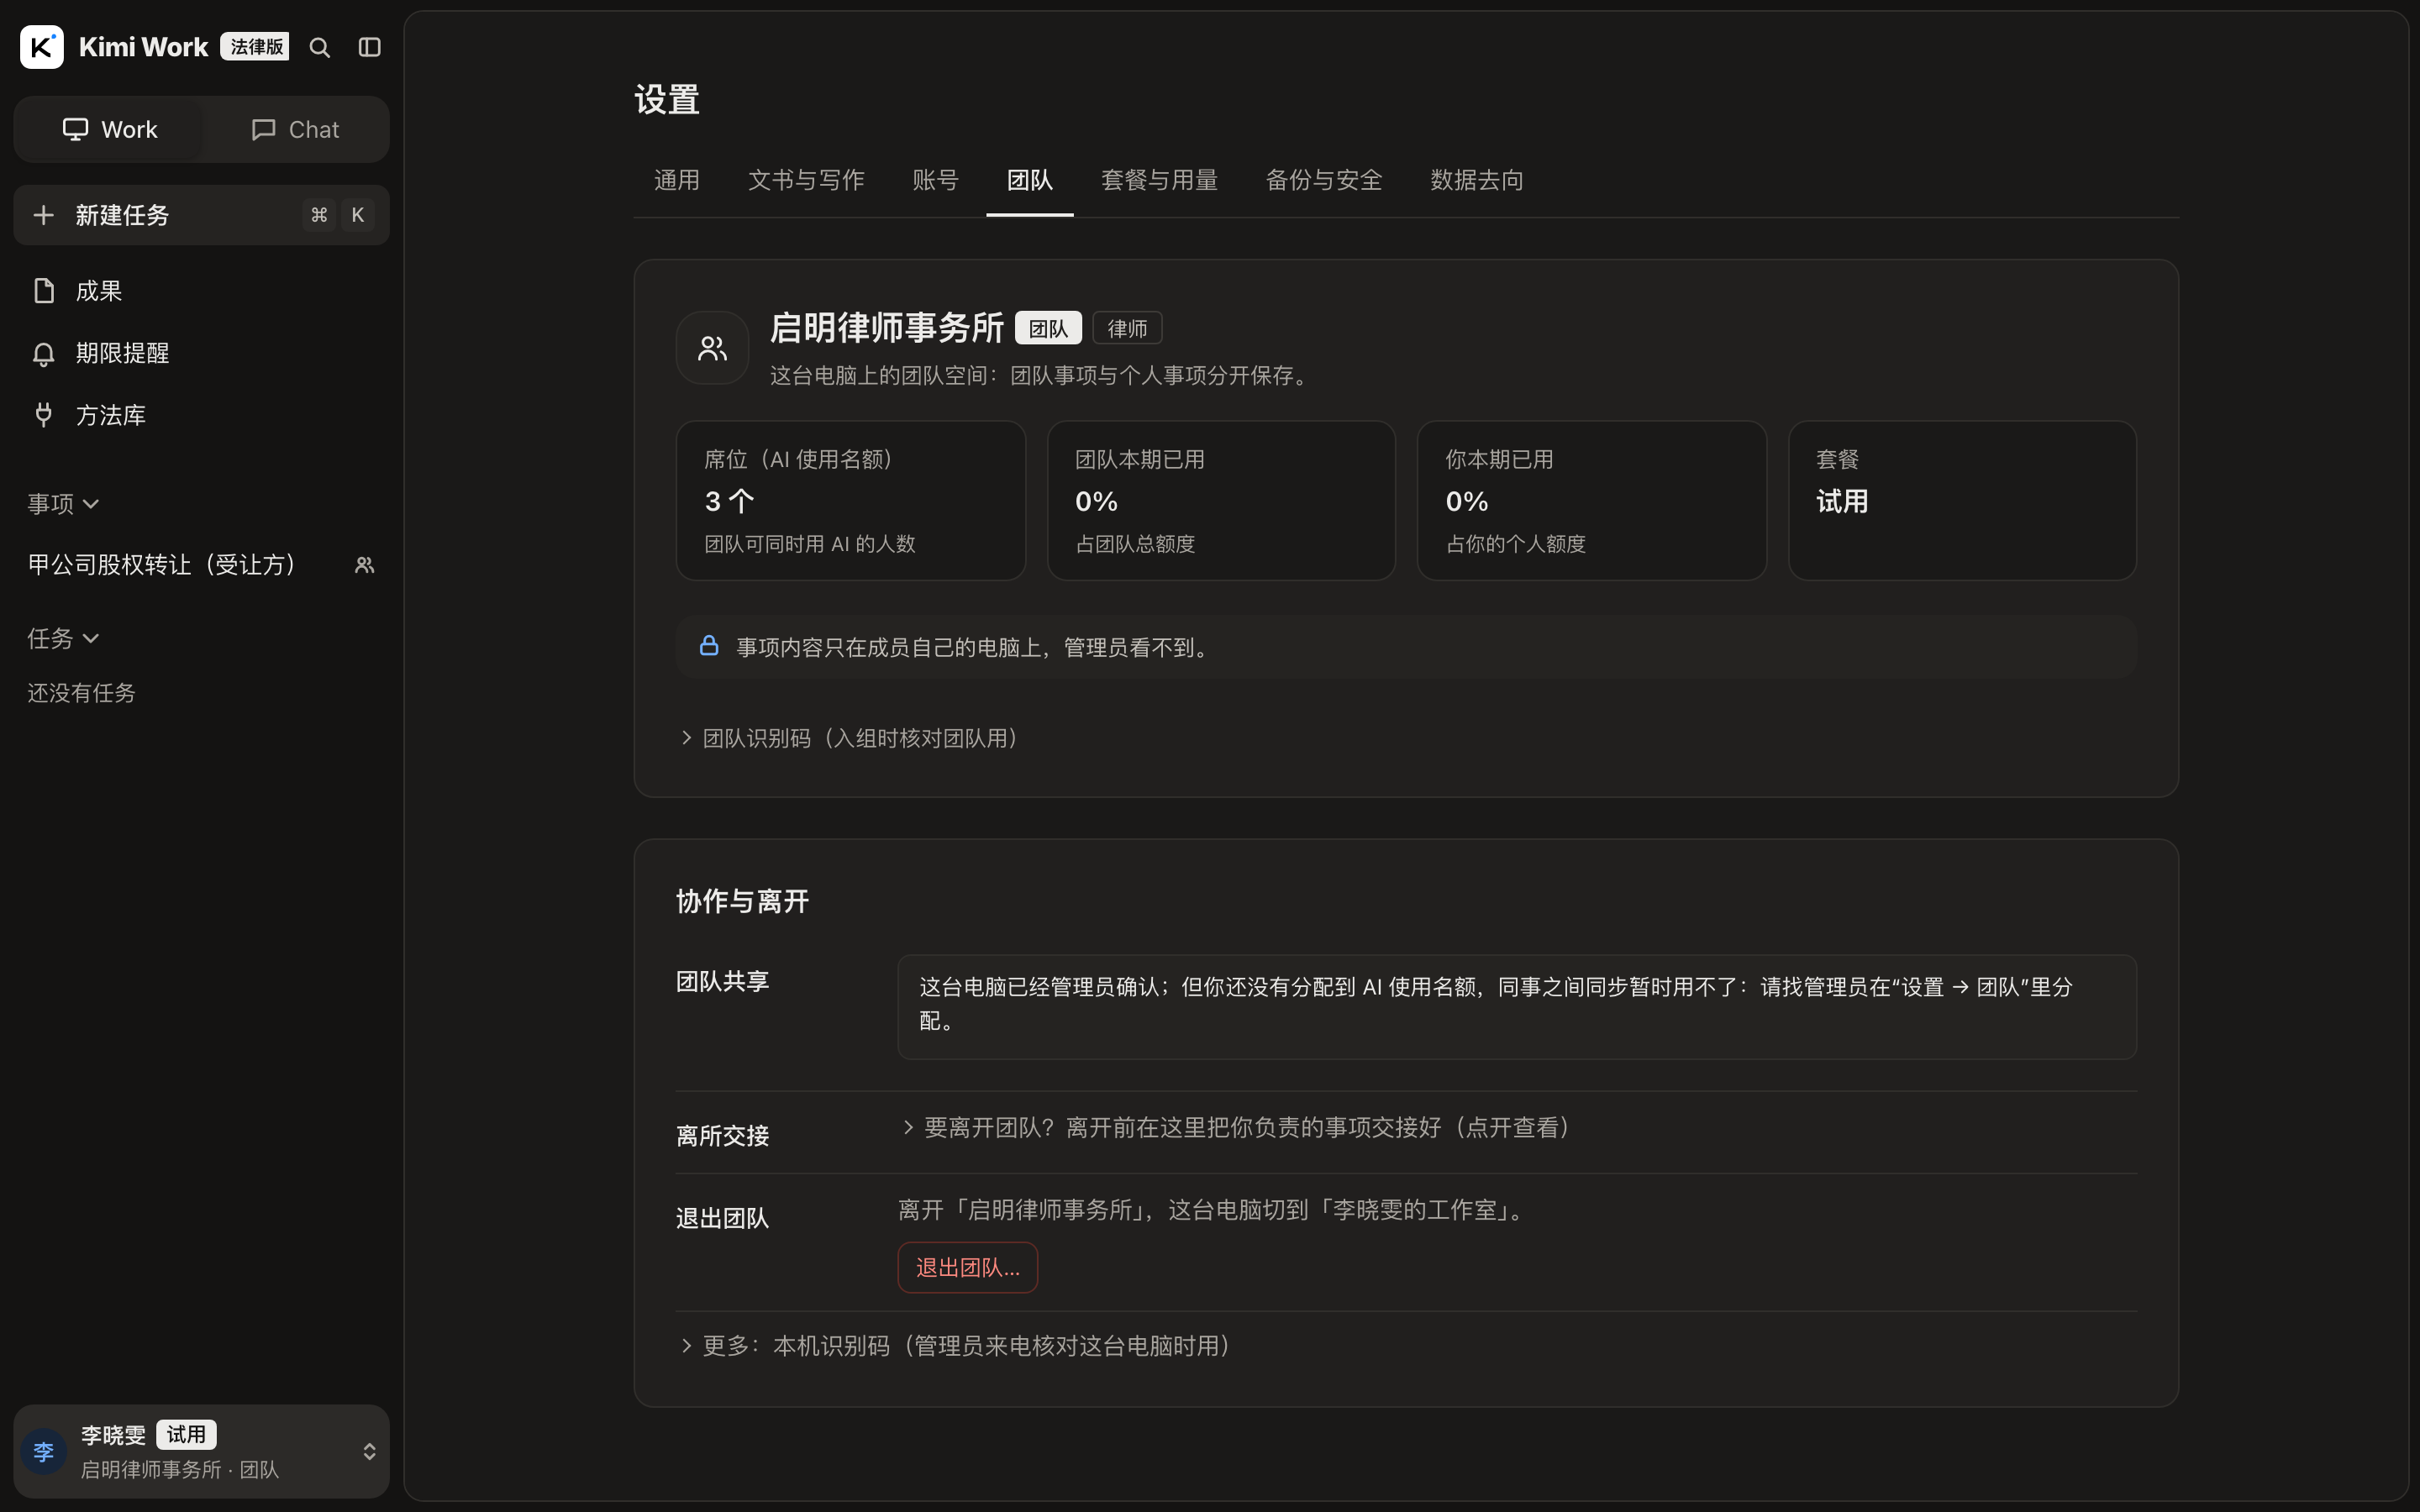 Kimi Work 法律版
Work
Chat
新建任务 ⌘ K
成果
期限提醒
方法库
事项
甲公司股权转让（受让方）
任务
还没有任务
李
李晓雯 试用
启明律师事务所 · 团队
设置
通用 文书与写作 账号 团队 套餐与用量 备份与安全 数据去向
启明律师事务所 团队 律师
这台电脑上的团队空间：团队事项与个人事项分开保存。
席位（AI 使用名额）
3 个
团队可同时用 AI 的人数
团队本期已用
0%
占团队总额度
你本期已用
0%
占你的个人额度
套餐
试用
事项内容只在成员自己的电脑上，管理员看不到。
团队识别码（入组时核对团队用）
协作与离开
团队共享
这台电脑已经管理员确认；但你还没有分配到 AI 使用名额，同事之间同步暂时用不了：请找管理员在“设置 → 团队”里分
配。
离所交接
要离开团队？离开前在这里把你负责的事项交接好（点开查看）
退出团队
离开「启明律师事务所」，这台电脑切到「李晓雯的工作室」。
退出团队...
更多：本机识别码（管理员来电核对这台电脑时用）